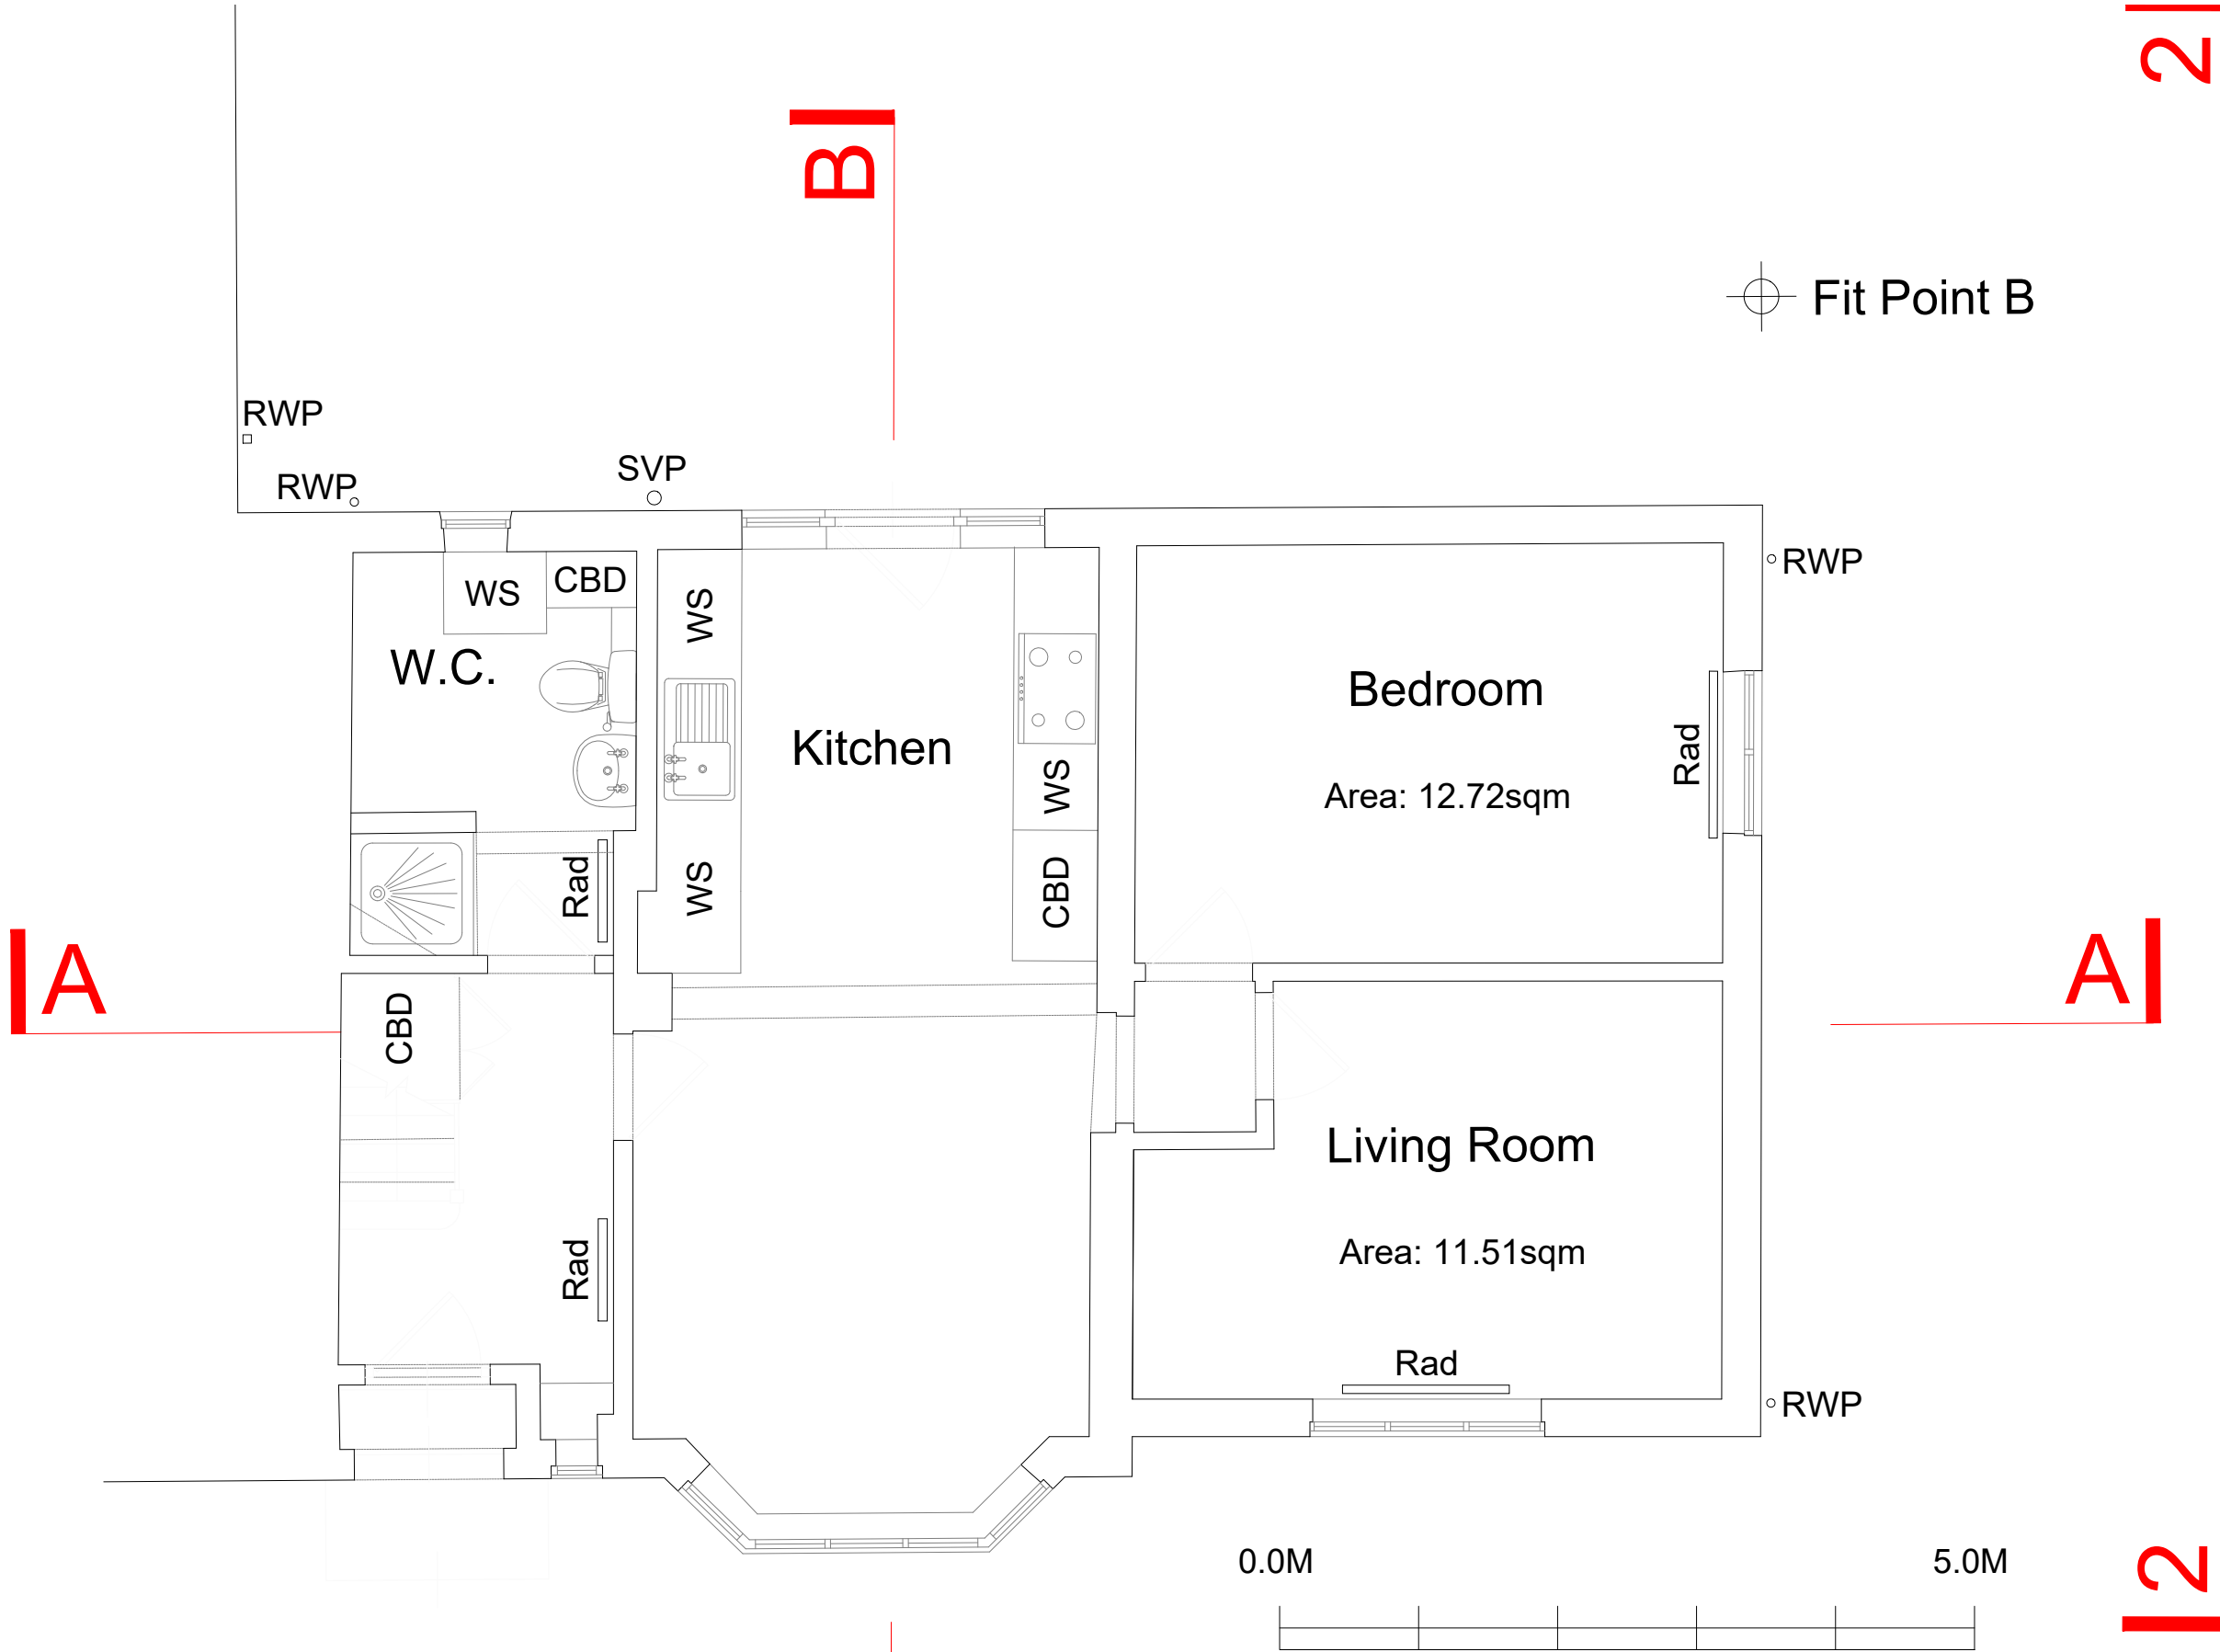 2
B
Fit Point B
RWP
RWP
SVP
RWP
WS
CBD
WS
W.C.
Kitchen
Bedroom
Area: 12.72sqm
Rad
WS
Rad
WS
CBD
A
CBD
A
Living Room
Area: 11.51sqm
Rad
Rad
RWP
0.0M
5.0M
2